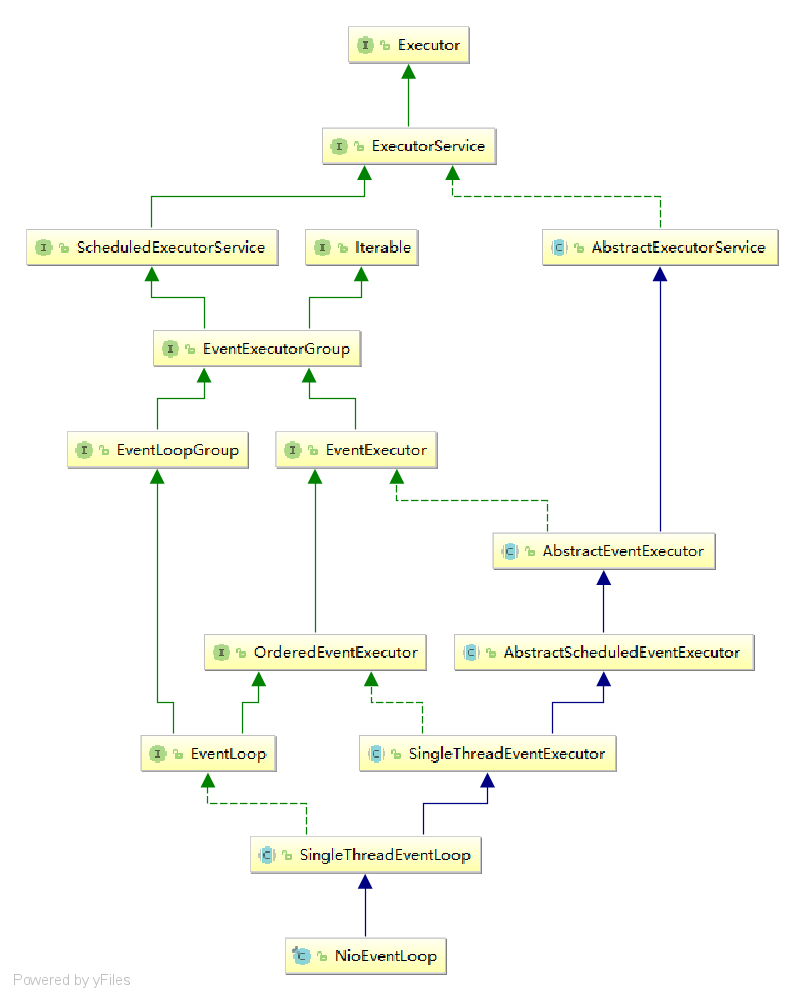 Executor
ExecutorService
ScheduledExecutorService
Iterable
AbstractExecutorService
EventExecutorGroup
EventLoopGroup
EventExecutor
AbstractEventExecutor
OrderedEventExecutor
AbstractScheduledEventExecutor
EventLoop
SingleThreadEventExecutor
SingleThreadEventLoop
NioEventLoop
Powered by yFiles